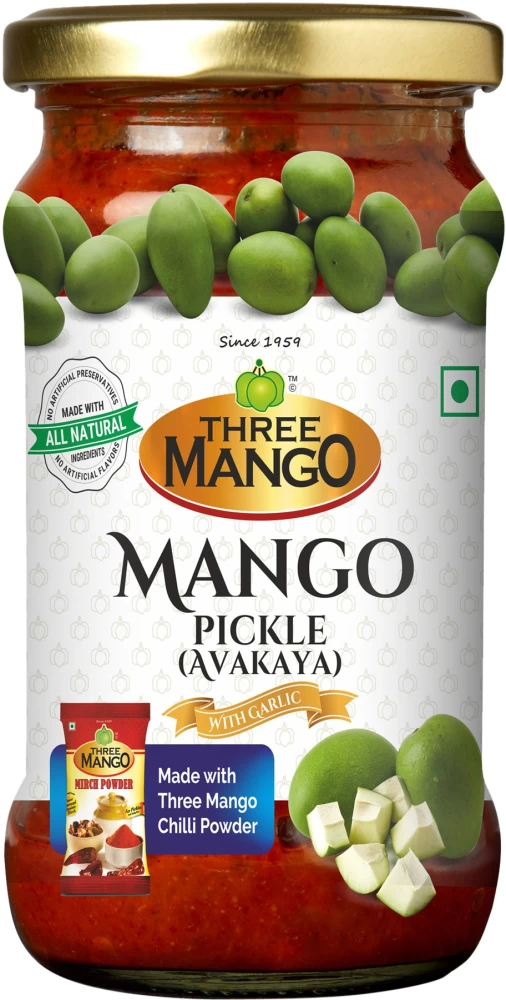 Since 1959
TM
©
THREE
MANGO
NO ARTIFICIAL PRESERVATIVES
MADE WITH
ALL NATURAL
INGREDIENTS
NO ARTIFICIAL FLAVORS
MANGO
PICKLE
(AVAKAYA)
WITH GARLIC
THREE
MANGO
MIRCH POWDER
Made with
Three Mango
Chilli Powder